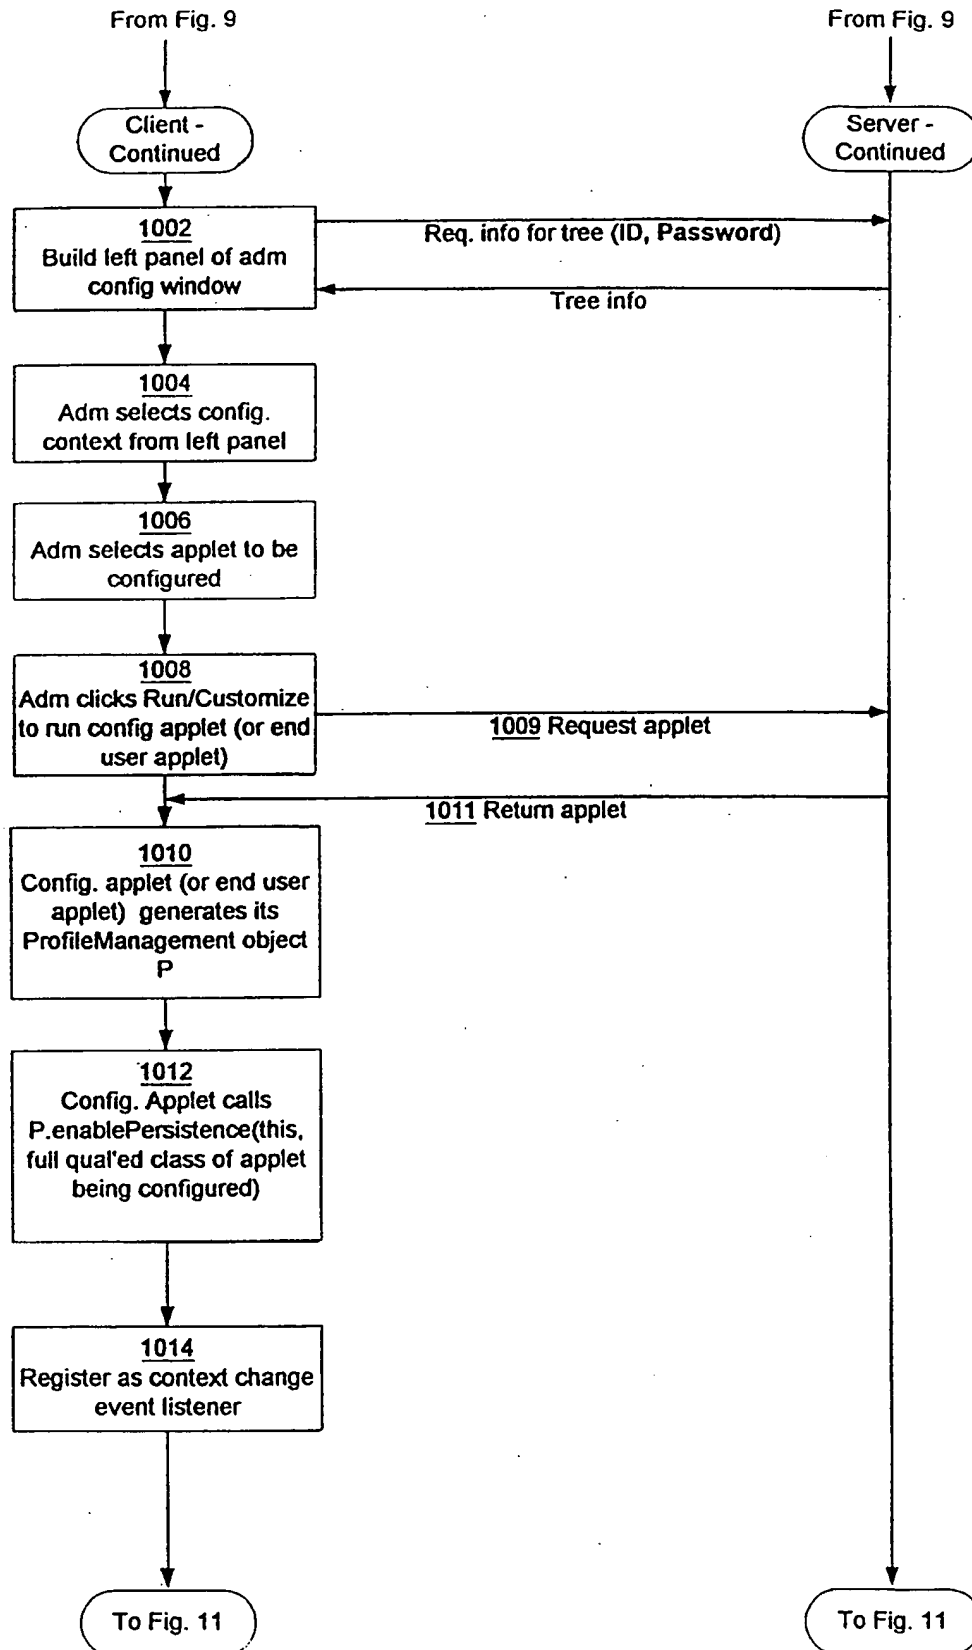 From Fig. 9
From Fig. 9
Client -
Continued
Server -
Continued
1002
Build left panel of adm
config window
Req. info for tree (ID, Password)
Tree info
1004
Adm selects config.
context from left panel
1006
Adm selects applet to be
configured
1008
Adm clicks Run/Customize
to run config applet (or end
user applet)
1009 Request applet
1011 Return applet
1010
Config. applet (or end user
applet) generates its
ProfileManagement object
P
1012
Config. Applet calls
P.enablePersistence(this,
full qual'ed class of applet
being configured)
1014
Register as context change
event listener
To Fig. 11
To Fig. 11